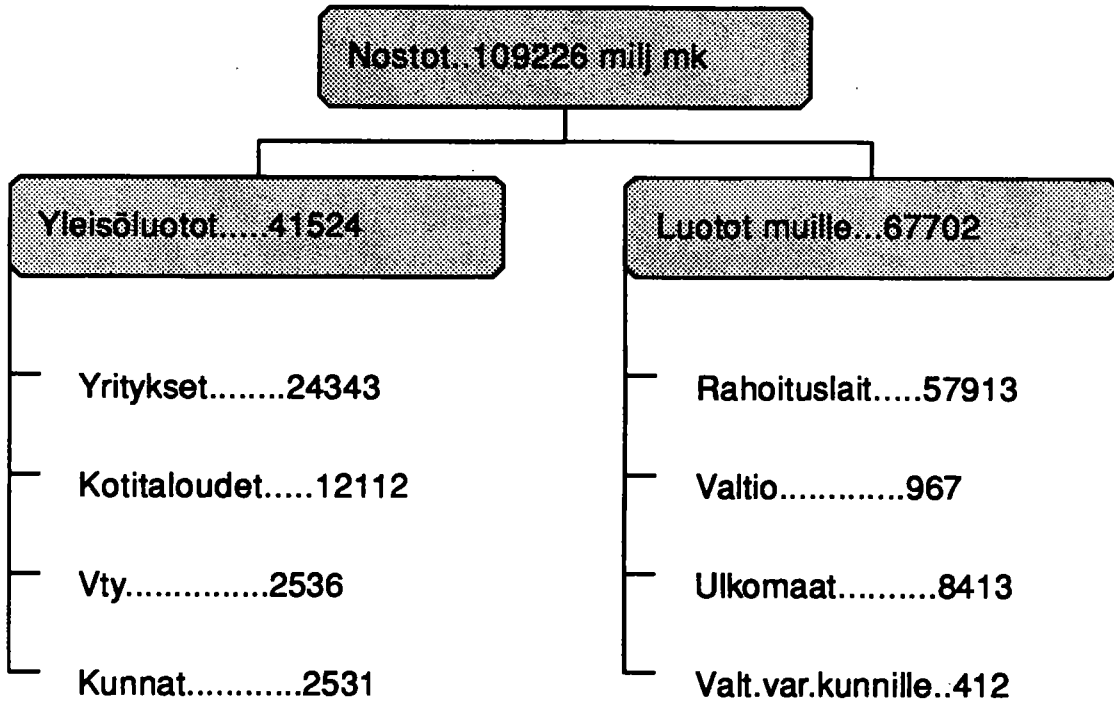 Nostot..109226 milj mk
Yleisöluotot.....41524
Yritykset........24343
Kotitaloudet.....12112
Vty...............2536
Kunnat............2531
Luotot muille...67702
Rahoituslait.....57913
Valtio.............967
Ulkomaat..........8413
Valt.var.kunnille..412